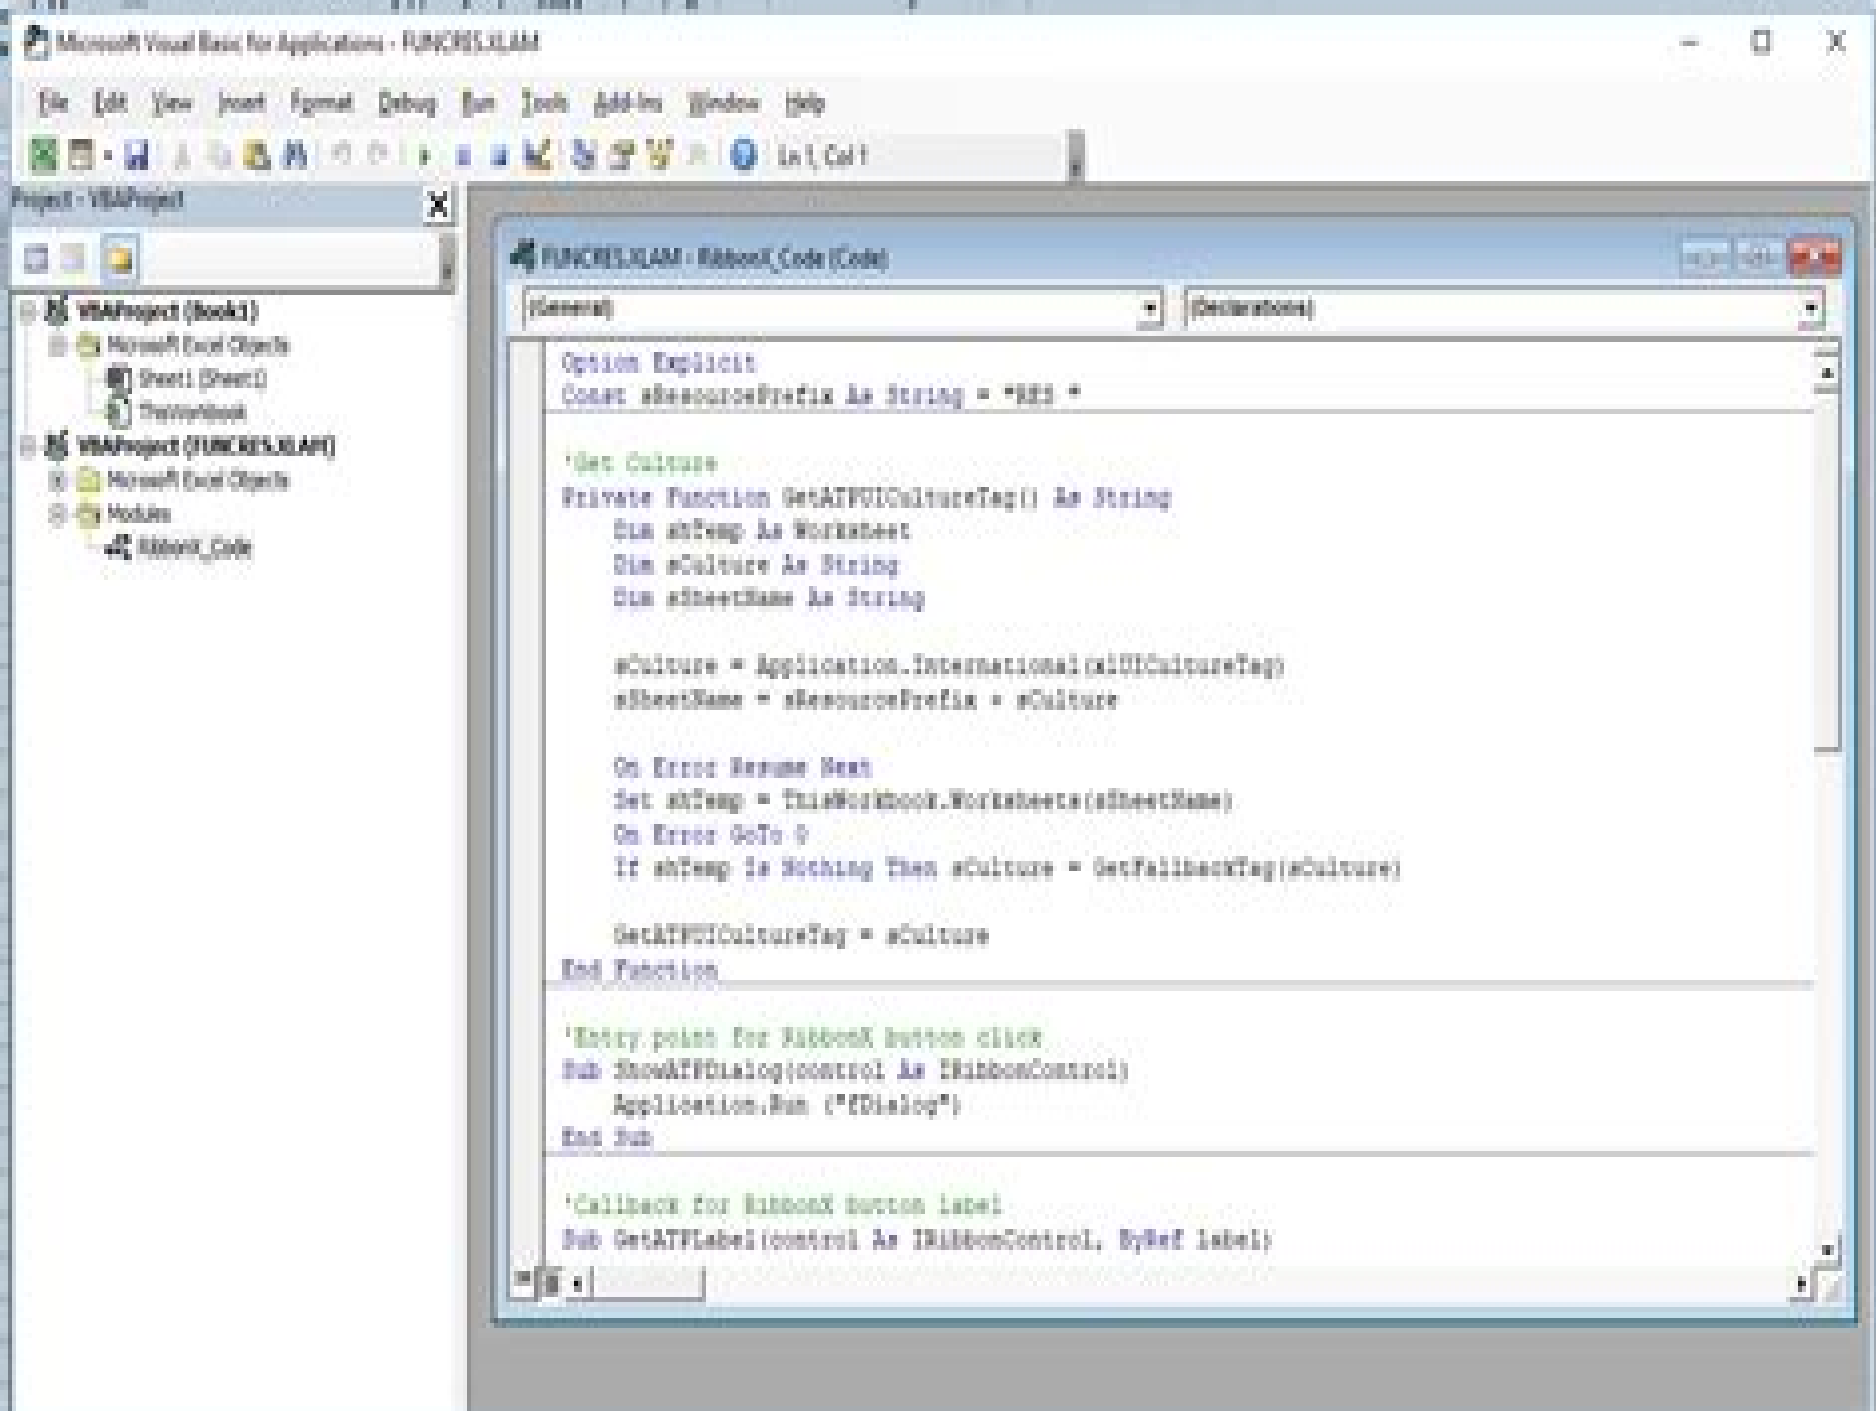 Microsoft Visual Basic for Applications - FUNCRES.XLAM
File Edit View Insert Format Debug Run Tools Add-Ins Window Help
Ln 1, Col 1
Project - VBAProject
VBAProject (Book1)
Microsoft Excel Objects
Sheet1 (Sheet1)
ThisWorkbook
VBAProject (FUNCRES.XLAM)
Microsoft Excel Objects
Modules
RibbonX_Code
FUNCRES.XLAM - RibbonX_Code (Code)
(General) (Declarations)
Option Explicit
Const sResourcePrefix As String = "RES "
'Get Culture
Private Function GetATPUICultureTag() As String
Dim shTemp As Worksheet
Dim sCulture As String
Dim sSheetName As String
sCulture = Application.International(xlUICultureTag)
sSheetName = sResourcePrefix + sCulture
On Error Resume Next
Set shTemp = ThisWorkbook.Worksheets(sSheetName)
On Error GoTo 0
If shTemp Is Nothing Then sCulture = GetFallbackTag(sCulture)
GetATPUICultureTag = sCulture
End Function
'Entry point for RibbonX button click
Sub ShowATPDialog(control As IRibbonControl)
Application.Run ("fDialog")
End Sub
'Callback for RibbonX button label
Sub GetATPLabel(control As IRibbonControl, ByRef label)